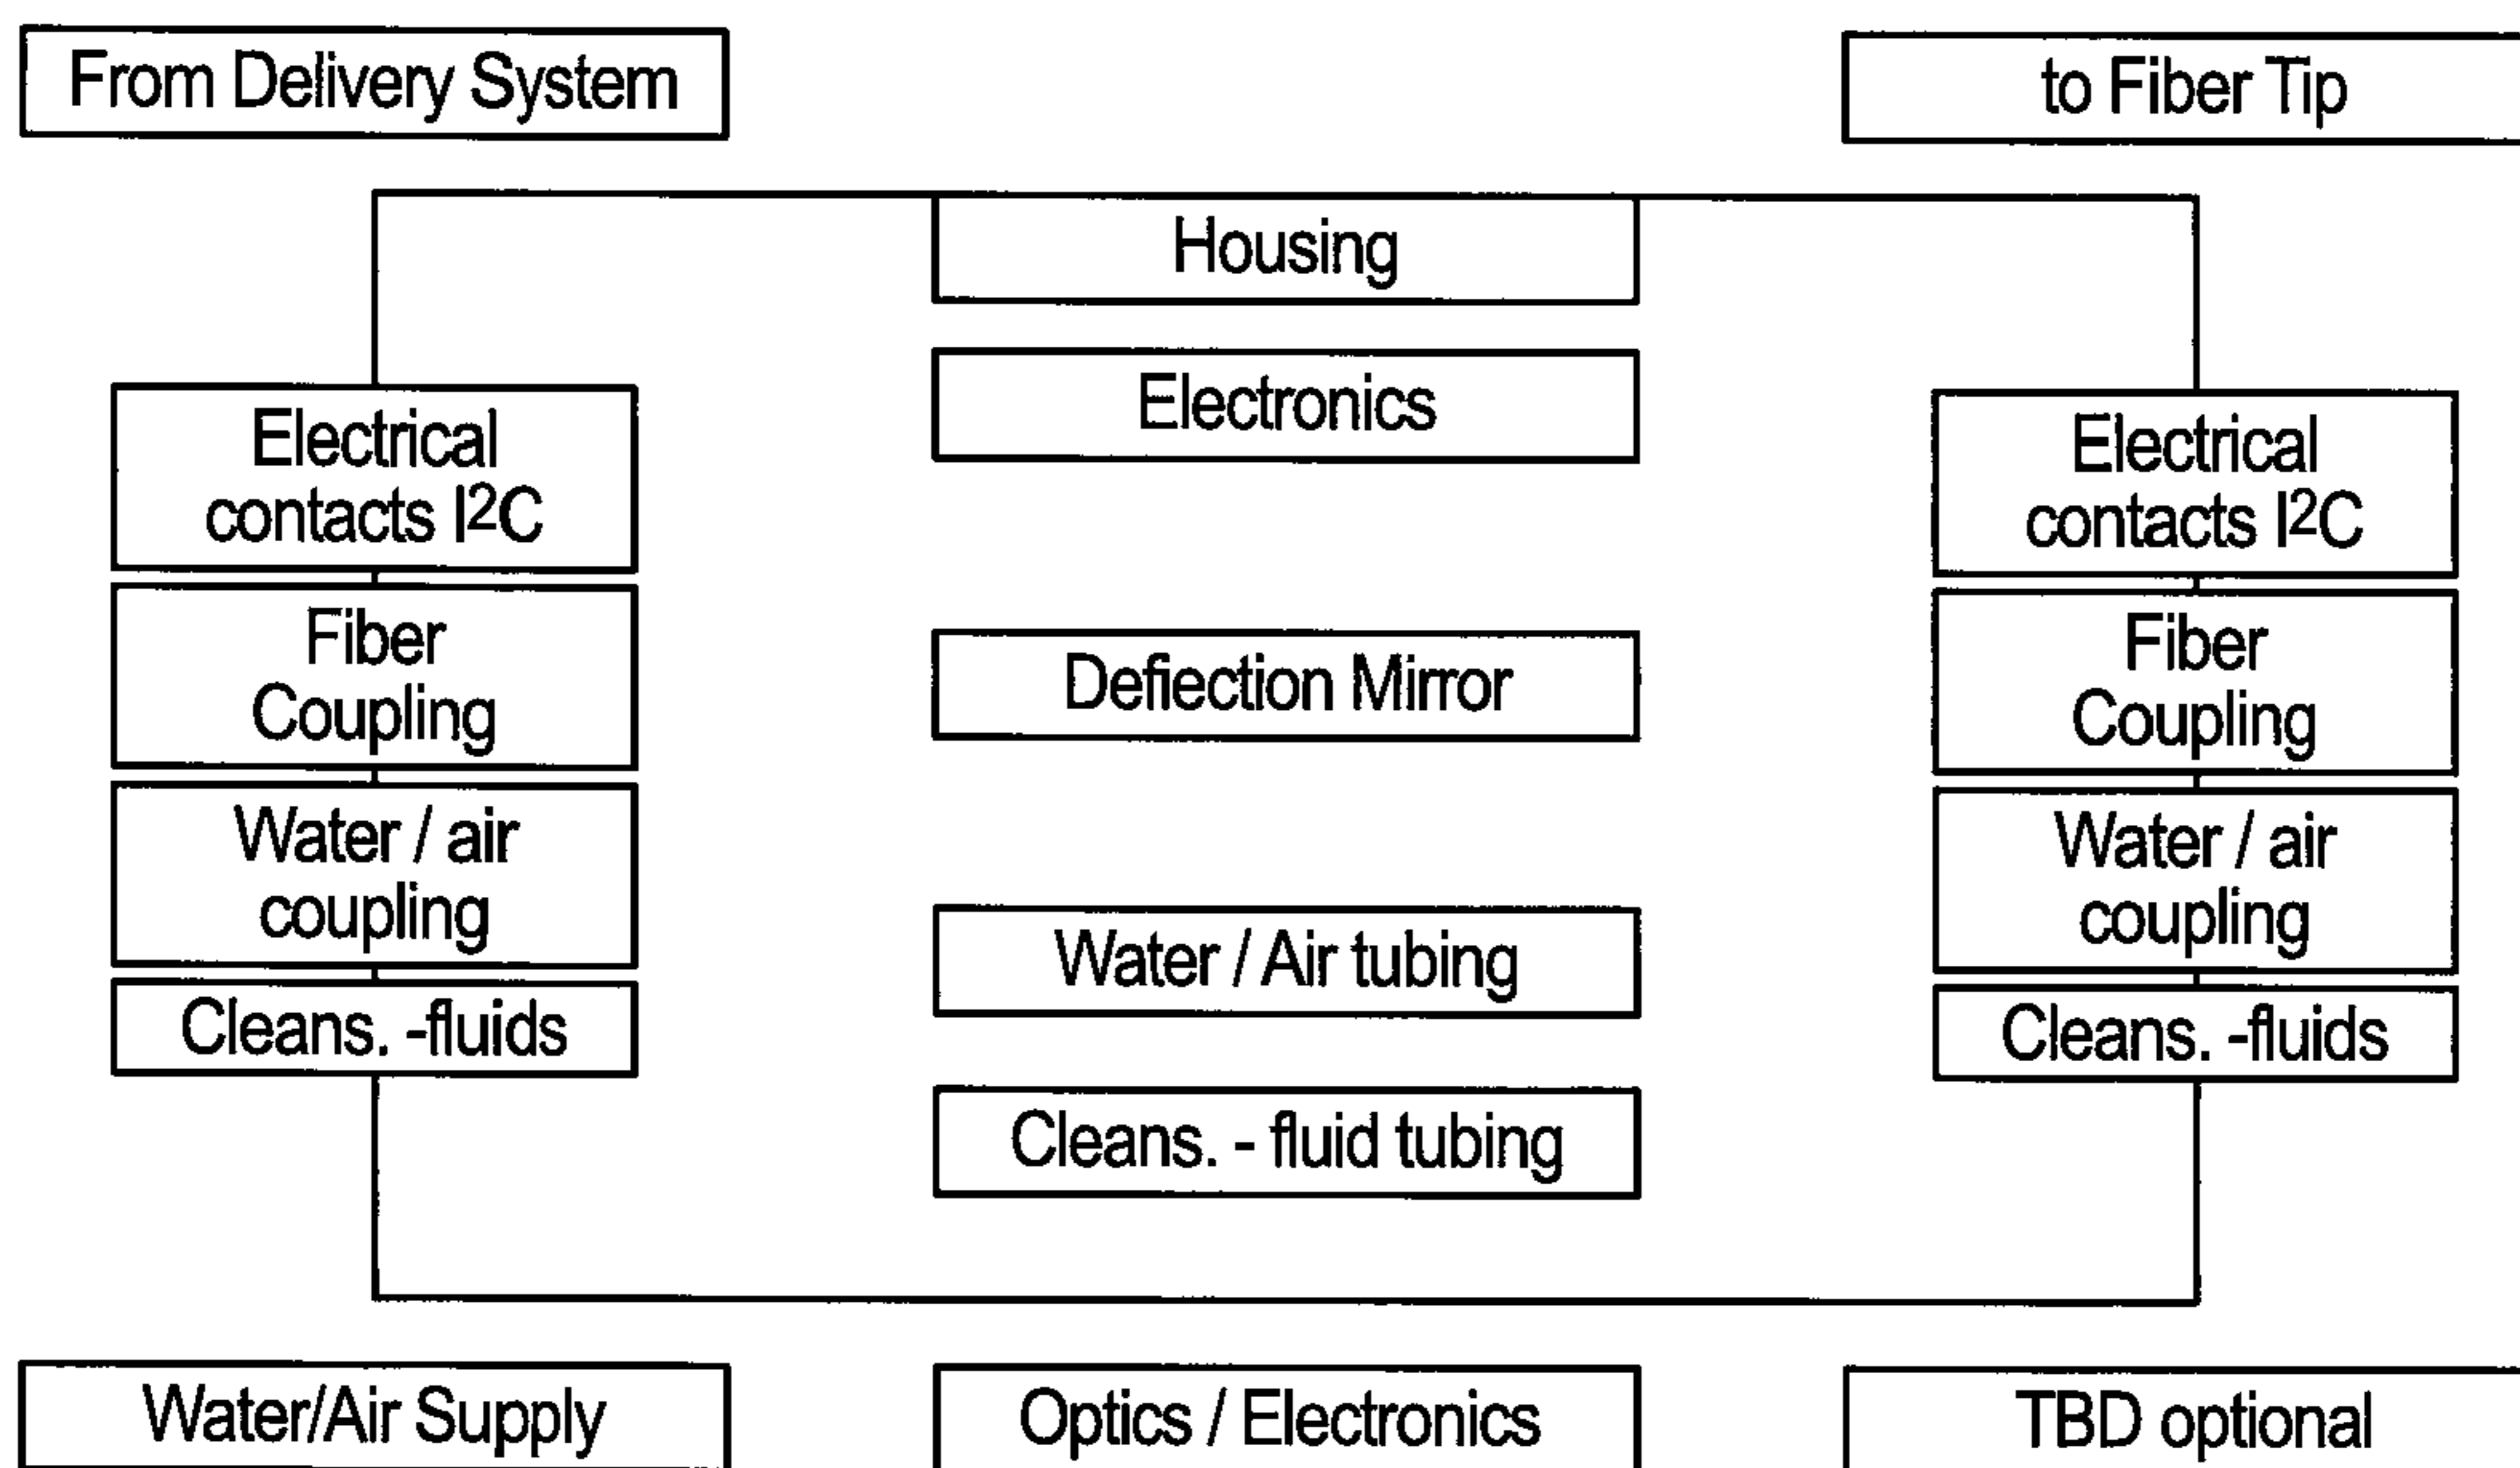 From Delivery System
to Fiber Tip
Housing
Electronics
Electrical
contacts I2C
Electrical
contacts I2C
Fiber
Coupling
Deflection Mirror
Fiber
Coupling
Water / air
coupling
Water / Air tubing
Water / air
coupling
Cleans. -fluids
Cleans. - fluid tubing
Cleans. -fluids
Water/Air Supply
Optics / Electronics
TBD optional